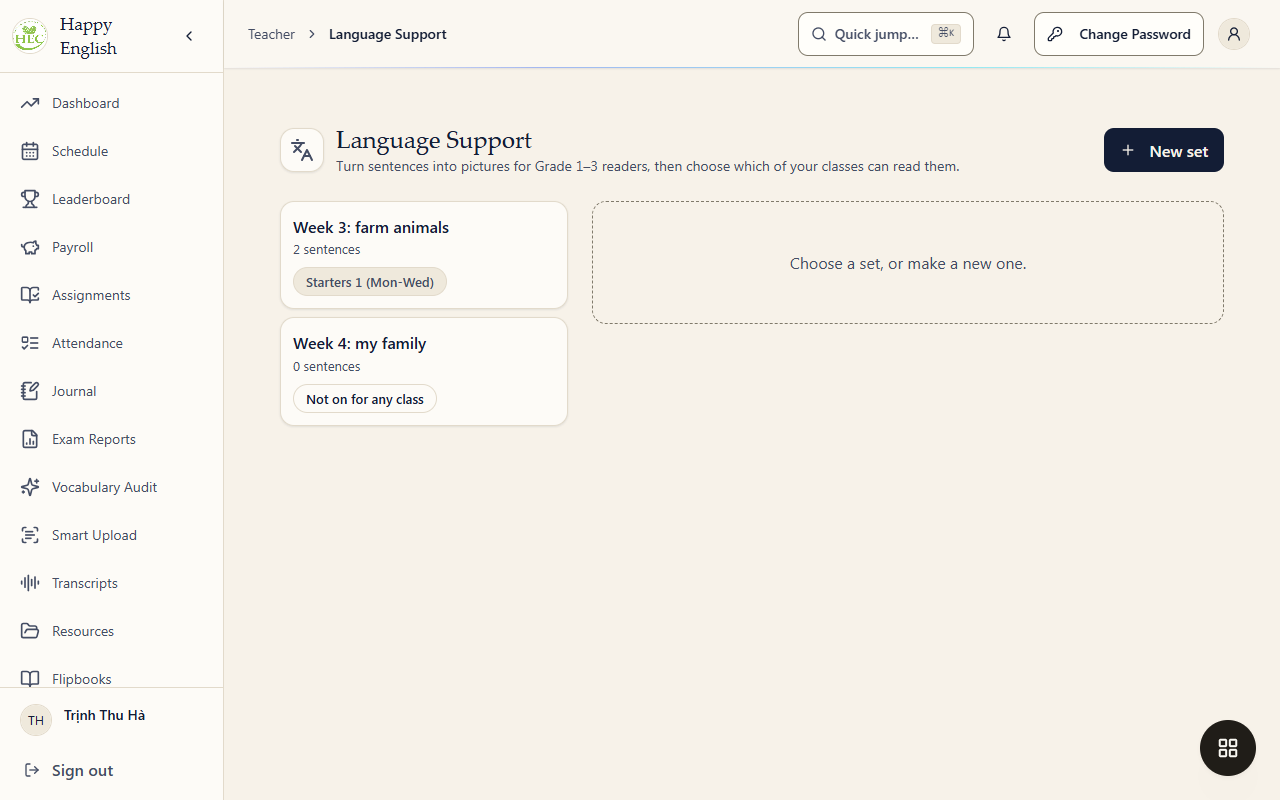 HEC
Happy
English
Teacher
Language Support
Quick jump...
⌘K
Change Password
Dashboard
Schedule
Leaderboard
Payroll
Assignments
Attendance
Journal
Exam Reports
Vocabulary Audit
Smart Upload
Transcripts
Resources
Flipbooks
TH
Trịnh Thu Hà
Sign out
Language Support
Turn sentences into pictures for Grade 1–3 readers, then choose which of your classes can read them.
New set
Week 3: farm animals
2 sentences
Starters 1 (Mon-Wed)
Week 4: my family
0 sentences
Not on for any class
Choose a set, or make a new one.